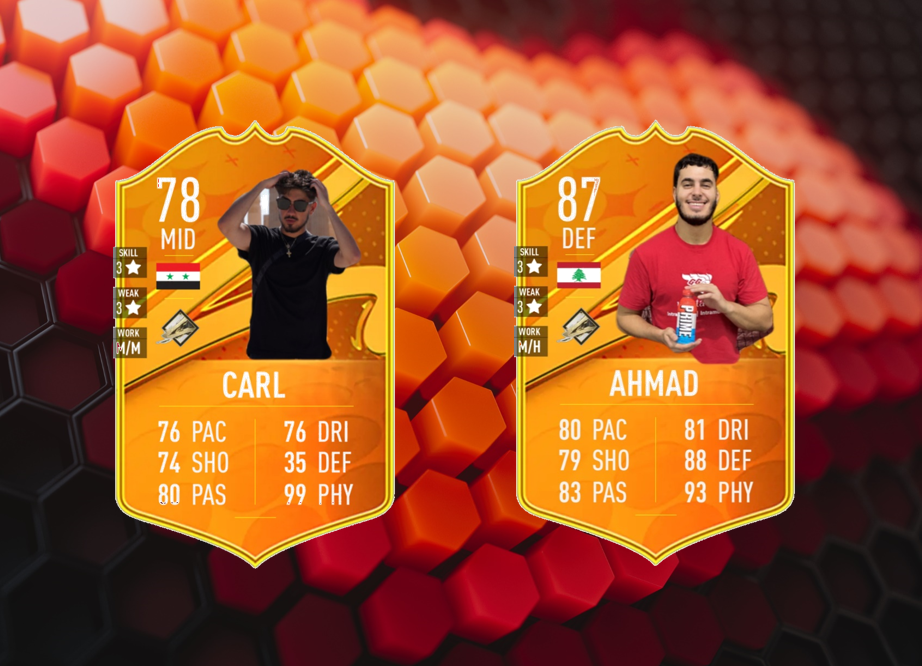 78
MID
SKILL
3
WEAK
3
WORK
M/M
CARL
76 PAC
74 SHO
80 PAS
76 DRI
35 DEF
99 PHY
87
DEF
SKILL
3
WEAK
3
WORK
M/H
PRIME
AHMAD
80 PAC
79 SHO
83 PAS
81 DRI
88 DEF
93 PHY